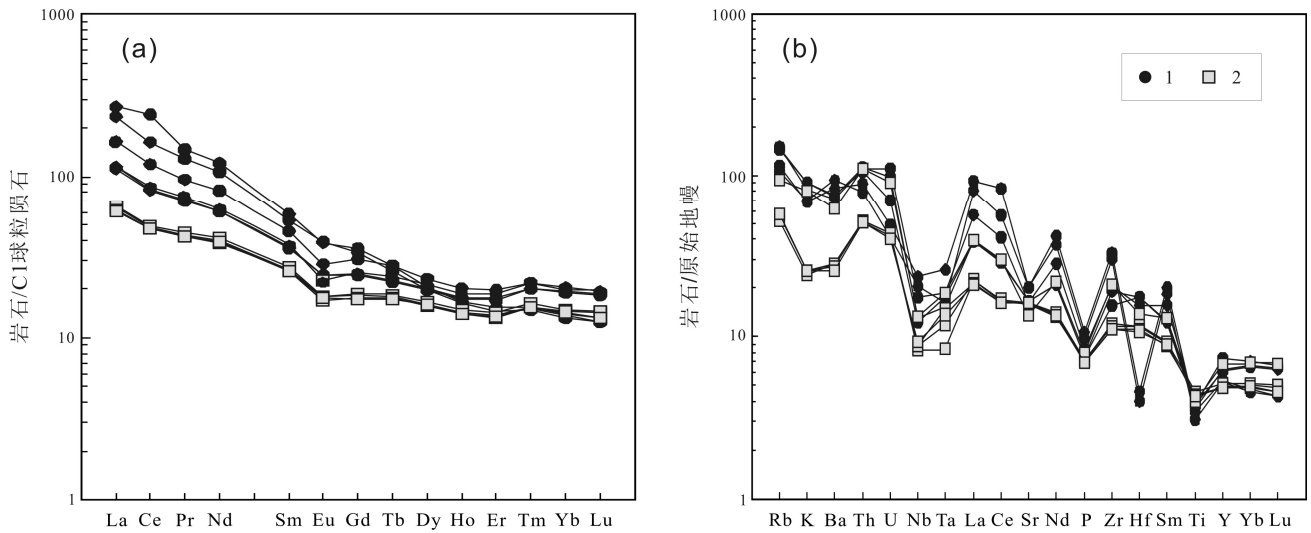 (a)
1000
100
10
1
岩石/C1球粒陨石
La Ce Pr Nd Sm Eu Gd Tb Dy Ho Er Tm Yb Lu
(b)
1 2
1000
100
10
1
岩石/原始地幔
Rb K Ba Th U Nb Ta La Ce Sr Nd P Zr Hf Sm Ti Y Yb Lu